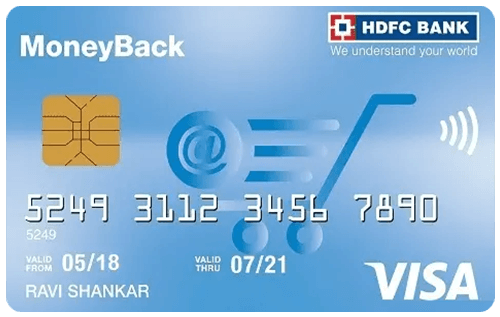 MoneyBack
HDFC BANK
We understand your world
@
5249 3112 3456 7890
5249
VALID FROM 05/18 VALID THRU 07/21
RAVI SHANKAR
VISA